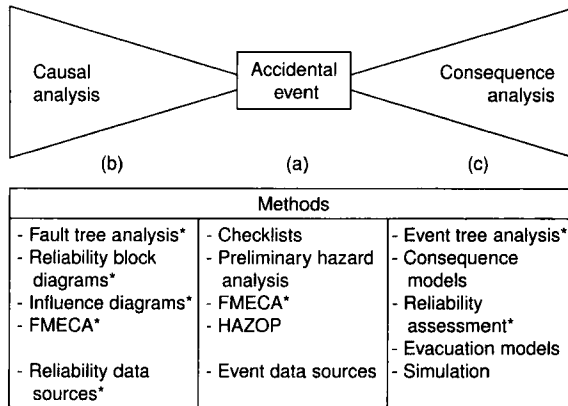 Causal
analysis
Accidental
event
Consequence
analysis
(b)
(a)
(c)
Methods
- Fault tree analysis*
- Reliability block
diagrams*
- Influence diagrams*
- FMECA*
- Reliability data
sources*
- Checklists
- Preliminary hazard
analysis
- FMECA*
- HAZOP
- Event data sources
- Event tree analysis*
- Consequence
models
- Reliability
assessment*
- Evacuation models
- Simulation